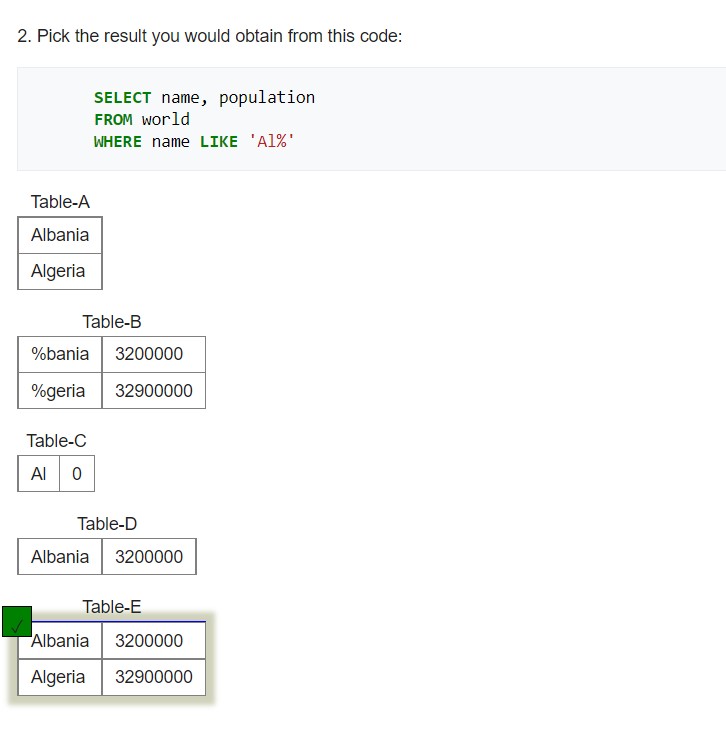 2. Pick the result you would obtain from this code:
SELECT name, population
FROM world
WHERE name LIKE 'Al%'
Table-A
Albania
Algeria
Table-B
%bania 3200000
%geria 32900000
Table-C
Al 0
Table-D
Albania 3200000
Table-E
Albania 3200000
Algeria 32900000